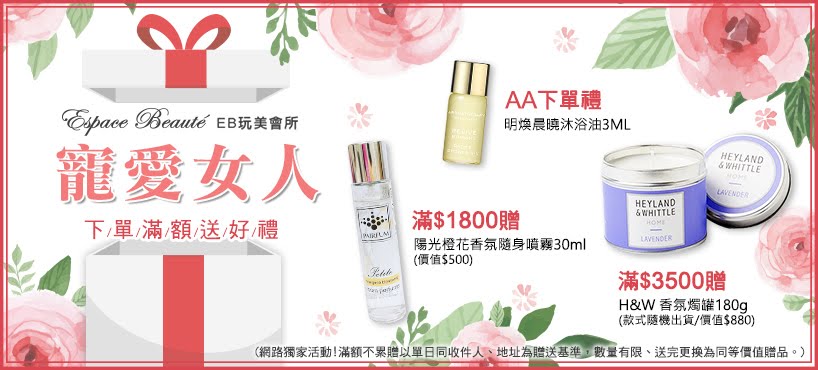 Espace Beauté EB玩美會所
寵愛女人
下/單/滿/額/送/好/禮
AA下單禮
明煥晨曉沐浴油3ML
滿$1800贈
陽光橙花香氛隨身噴霧30ml
(價值$500)
PAIRFUM
Petite
HEYLAND
&WHITTLE
HOME
LAVENDER
HEYLAND
&WHITTLE
HOME
LAVENDER
滿$3500贈
H&W 香氛燭罐180g
(款式隨機出貨/價值$880)
(網路獨家活動!滿額不累贈以單日同收件人、地址為贈送基準,數量有限、送完更換為同等價值贈品。)